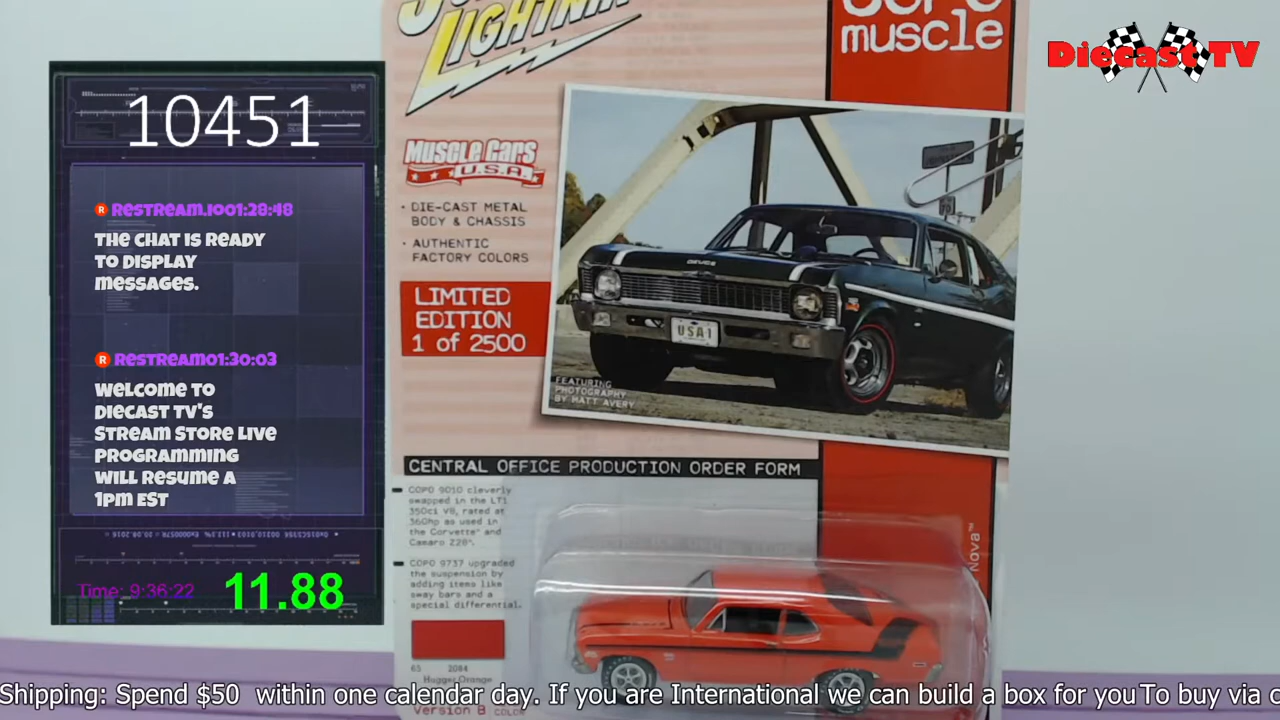 LIGHTNIN
COPO
muscle
Diecast TV
10451
MUSCLE CARS
U.S.A.
• DIE-CAST METAL
BODY & CHASSIS
• AUTHENTIC
FACTORY COLORS
LIMITED
EDITION
1 of 2500
USA1
FEATURING
PHOTOGRAPHY
BY MATT AVERY
RESTREAM.IO01:28:48
THE CHAT IS READY
TO DISPLAY
MESSAGES.
RESTREAM01:30:03
WELCOME TO
DIECAST TV'S
STREAM STORE LIVE
PROGRAMMING
WILL RESUME A
1PM EST
Time: 9:36:22
11.88
CENTRAL OFFICE PRODUCTION ORDER FORM
COPO 9010 cleverly
swapped in the LT1
350ci V8, rated at
360hp as used in
the Corvette® and
Camaro Z28®.
COPO 9737 upgraded
the suspension by
adding items like
sway bars and a
special differential.
Nova™
65 2084
Hugger Orange
Version B COLOR
Shipping: Spend $50 within one calendar day. If you are International we can build a box for you To buy via c